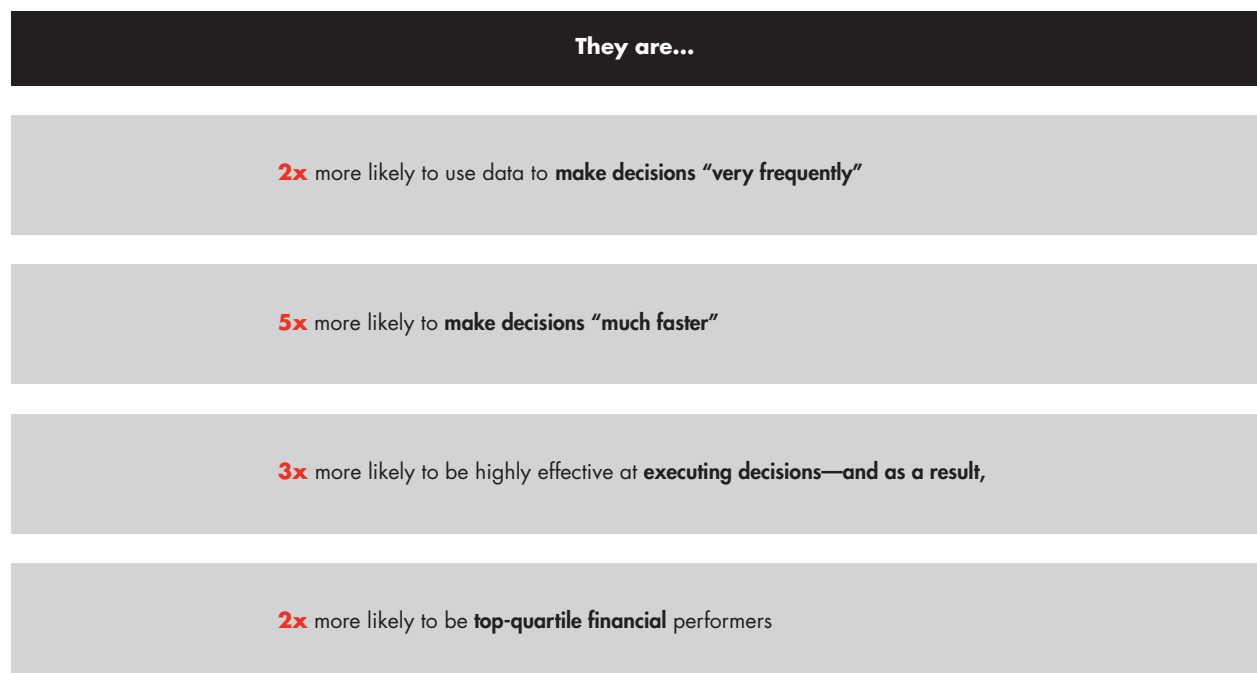 They are...
2x more likely to use data to make decisions “very frequently”
5x more likely to make decisions “much faster”
3x more likely to be highly effective at executing decisions—and as a result,
2x more likely to be top-quartile financial performers